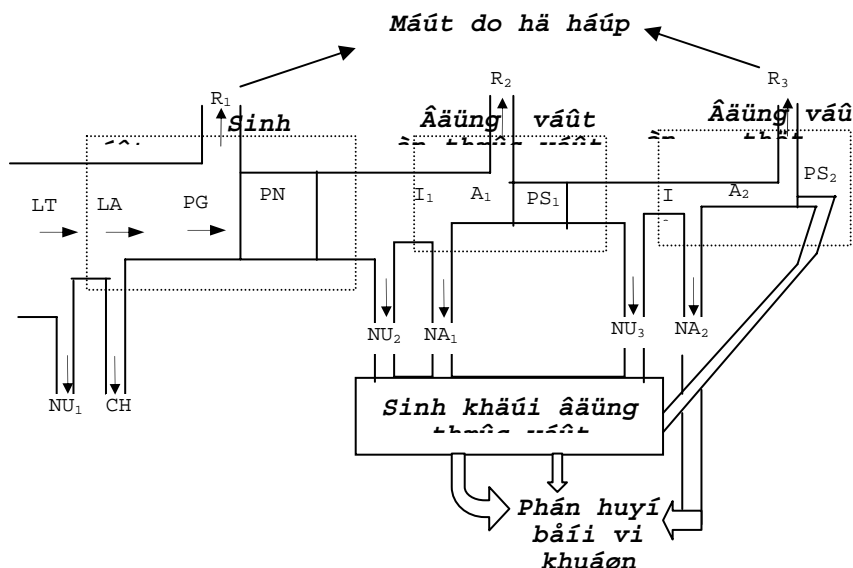 Máút do hä háúp
R₁
R₂
R₃
Sinh
Âäüng váût
Âäüng váû
LT
LA
PG
PN
I₁
A₁
PS₁
I
A₂
PS₂
NU₂
NA₁
NU₃
NA₂
NU₁
CH
Sinh khäúi âäüng
Phán huyí
båíi vi
khuáøn